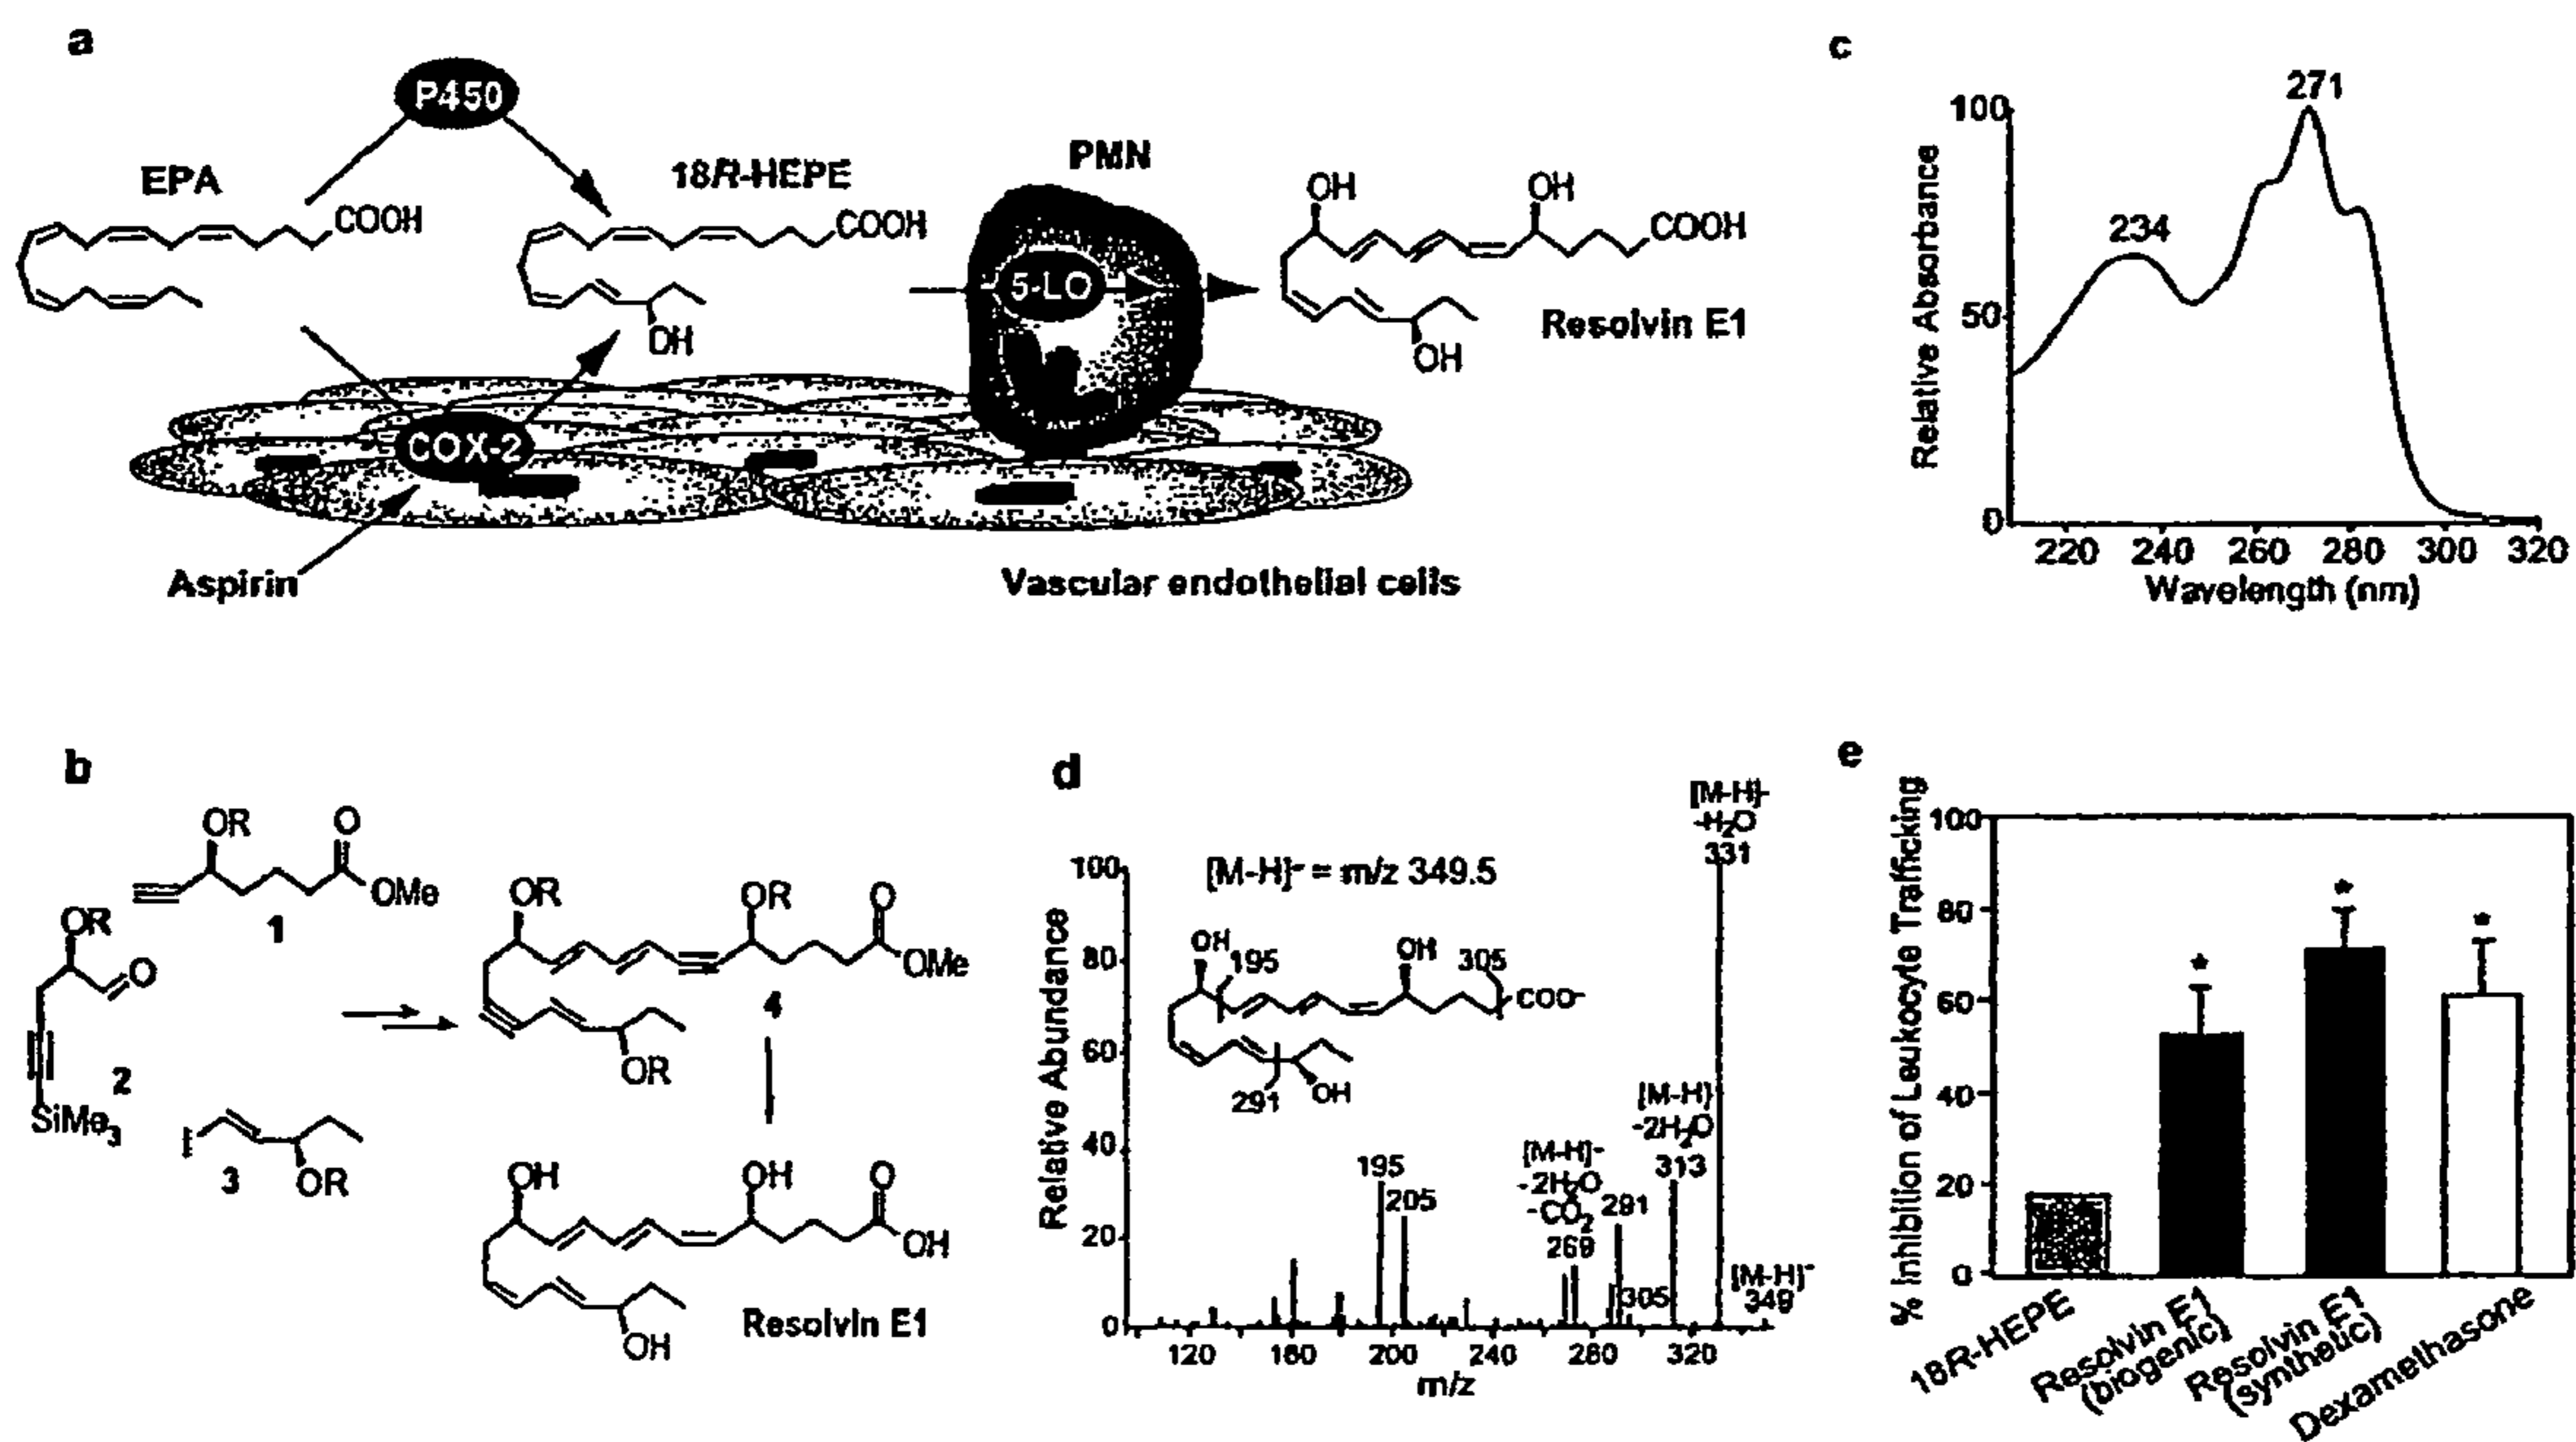 a
P450
EPA
COOH
18R-HEPE
COOH
OH
PMN
5-LO
OH
OH
COOH
OH
Resolvin E1
COX-2
Aspirin
Vascular endothelial cells
c
Relative Absorbance
100
50
0
234
271
220 240 260 280 300 320
Wavelength (nm)
b
OR
O
OMe
1
OR
O
2
SiMe3
I
3
OR
OR
OR
O
OMe
4
OR
OH
OH
O
OH
OH
Resolvin E1
d
Relative Abundance
100
80
60
40
20
0
[M-H]- = m/z 349.5
OH
195
OH
305
COO-
291
OH
195
205
[M-H]-
-2H2O
-CO2
269
291
305
[M-H]
-2H2O
313
[M-H]-
-H2O
331
[M-H]-
349
120 160 200 240 280 320
m/z
e
% Inhibition of Leukocyte Trafficking
100
80
60
40
20
0
*
*
*
18R-HEPE
Resolvin E1
(biogenic)
Resolvin E1
(synthetic)
Dexamethasone